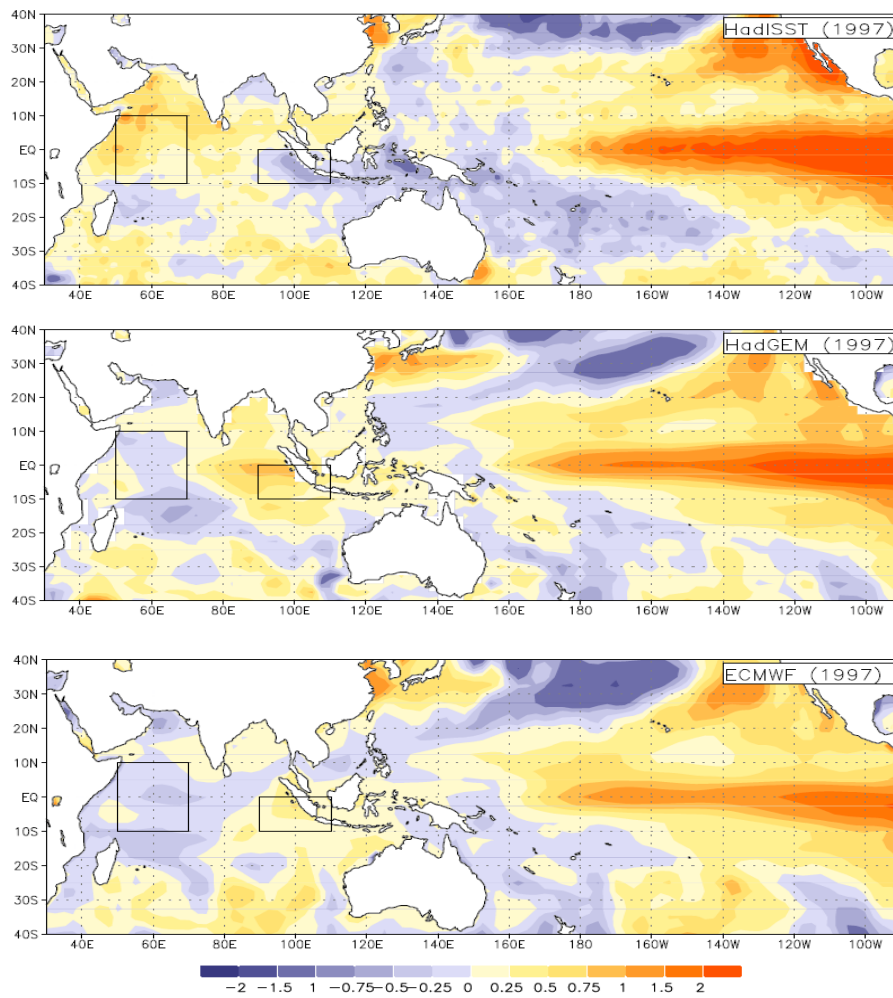 40N
HadISST (1997)
30N
20N
10N
EQ
10S
20S
30S
40S
40E 60E 80E 100E 120E 140E 160E 180 160W 140W 120W 100W
40N
HadGEM (1997)
30N
20N
10N
EQ
10S
20S
30S
40S
40E 60E 80E 100E 120E 140E 160E 180 160W 140W 120W 100W
40N
ECMWF (1997)
30N
20N
10N
EQ
10S
20S
30S
40S
40E 60E 80E 100E 120E 140E 160E 180 160W 140W 120W 100W
-2 -1.5 1 -0.75 -0.5 -0.25 0 0.25 0.5 0.75 1 1.5 2